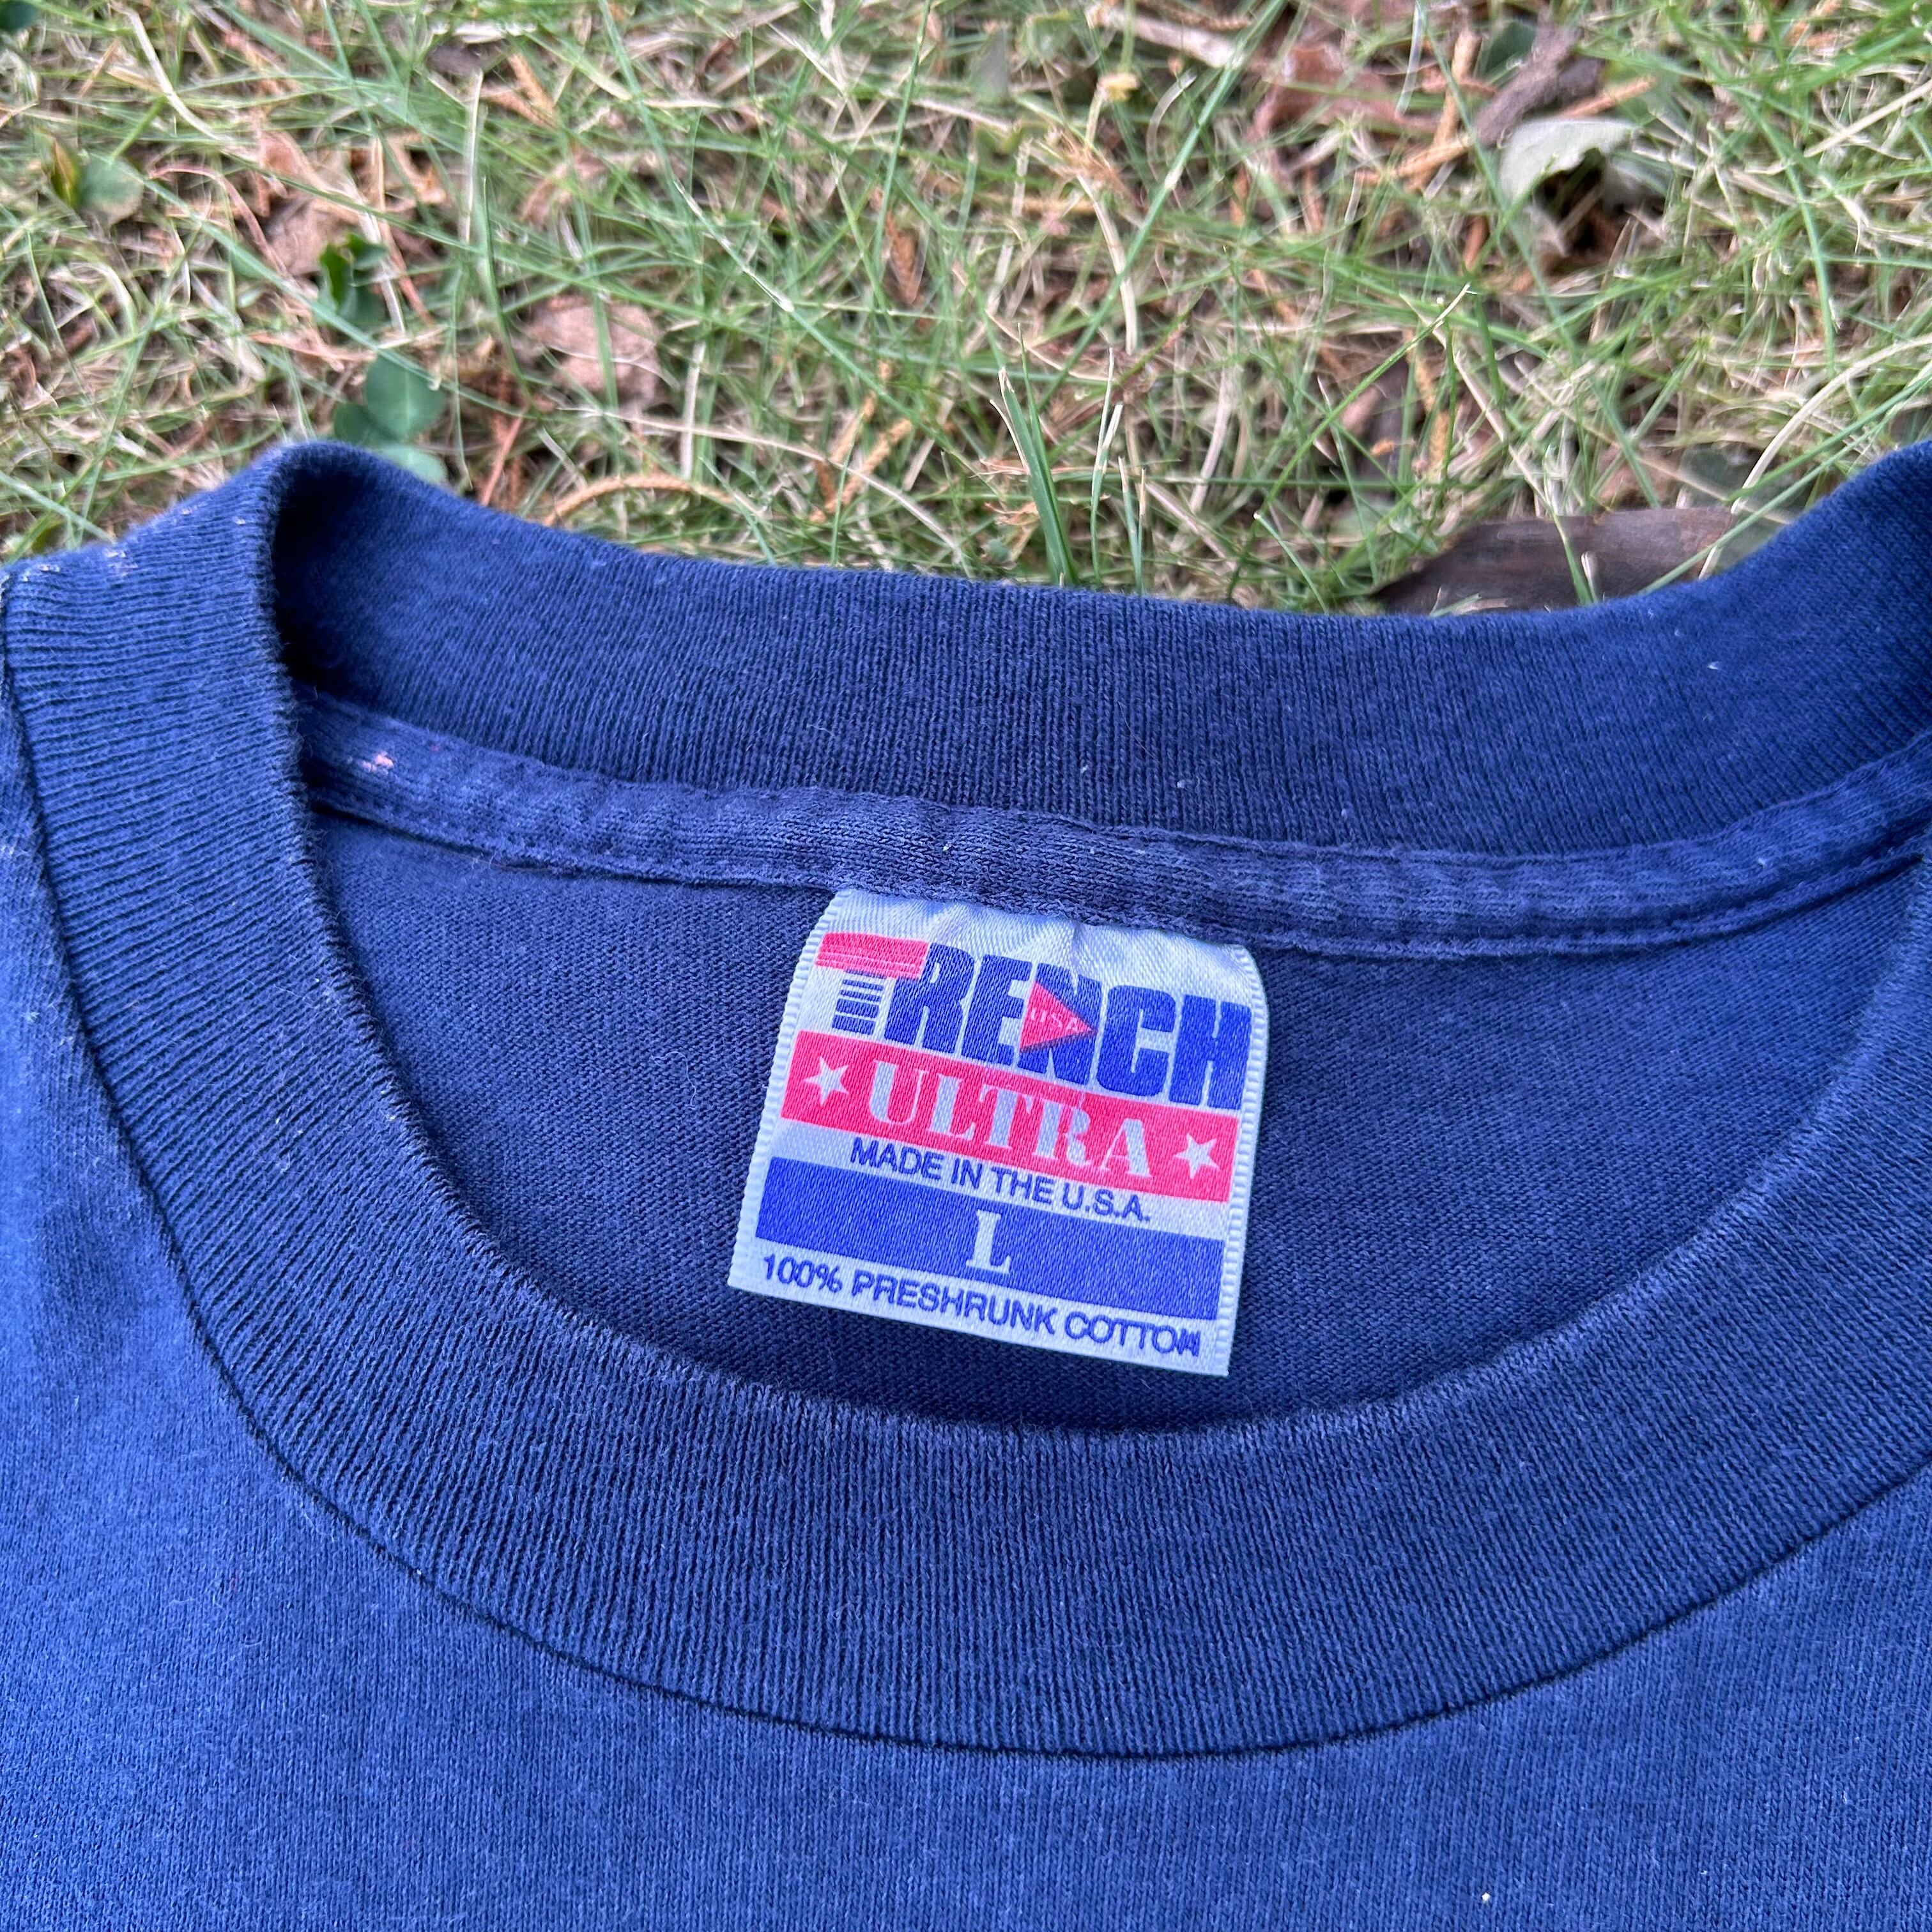 TRENCH
USA
ULTRA
MADE IN THE U.S.A.
L
100% PRESHRUNK COTTON